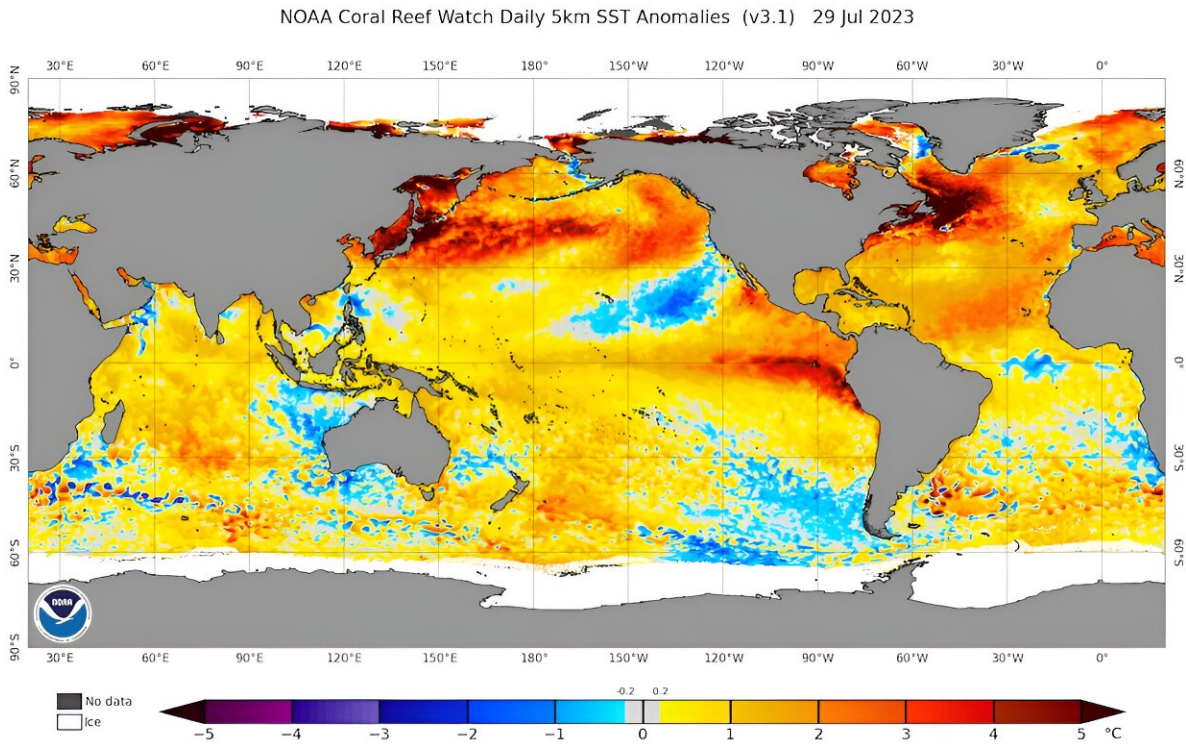 NOAA Coral Reef Watch Daily 5km SST Anomalies (v3.1) 29 Jul 2023
30°E 60°E 90°E 120°E 150°E 180° 150°W 120°W 90°W 60°W 30°W 0°
90°N 90°N
60°N 60°N
30°N 30°N
0° 0°
30°S 30°S
60°S 60°S
NOAA
90°S 90°S
30°E 60°E 90°E 120°E 150°E 180° 150°W 120°W 90°W 60°W 30°W 0°
-0.2 0.2
No data
Ice
−5 −4 −3 −2 −1 0 1 2 3 4 5 °C